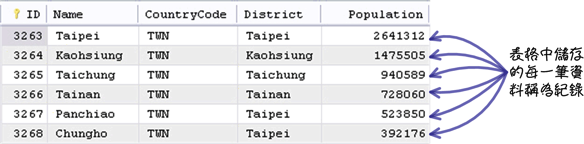 ID Name CountryCode District Population
3263 Taipei TWN Taipei 2641312
3264 Kaohsiung TWN Kaohsiung 1475505
3265 Taichung TWN Taichung 940589
3266 Tainan TWN Tainan 728060
3267 Panchiao TWN Taipei 523850
3268 Chungho TWN Taipei 392176
表格中儲存
的每一筆資
料稱為紀錄